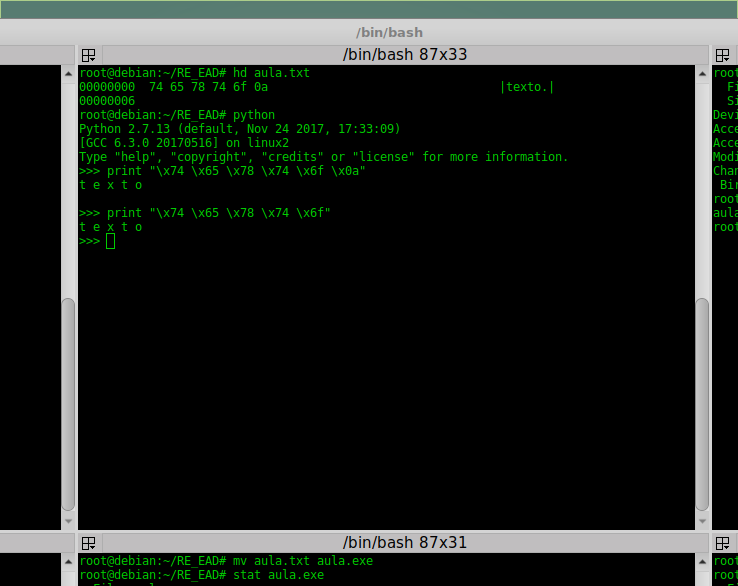 /bin/bash
/bin/bash 87x33
root@debian:~/RE_EAD# hd aula.txt
00000000  74 65 78 74 6f 0a                                 |texto.|
00000006
root@debian:~/RE_EAD# python
Python 2.7.13 (default, Nov 24 2017, 17:33:09)
[GCC 6.3.0 20170516] on linux2
Type "help", "copyright", "credits" or "license" for more information.
>>> print "\x74 \x65 \x78 \x74 \x6f \x0a"
t e x t o
>>> print "\x74 \x65 \x78 \x74 \x6f"
t e x t o
>>>
root
Fi
Si
Devi
Acce
Acce
Modi
Chan
Bir
root
aula
root
/bin/bash 87x31
root@debian:~/RE_EAD# mv aula.txt aula.exe
root@debian:~/RE_EAD# stat aula.exe